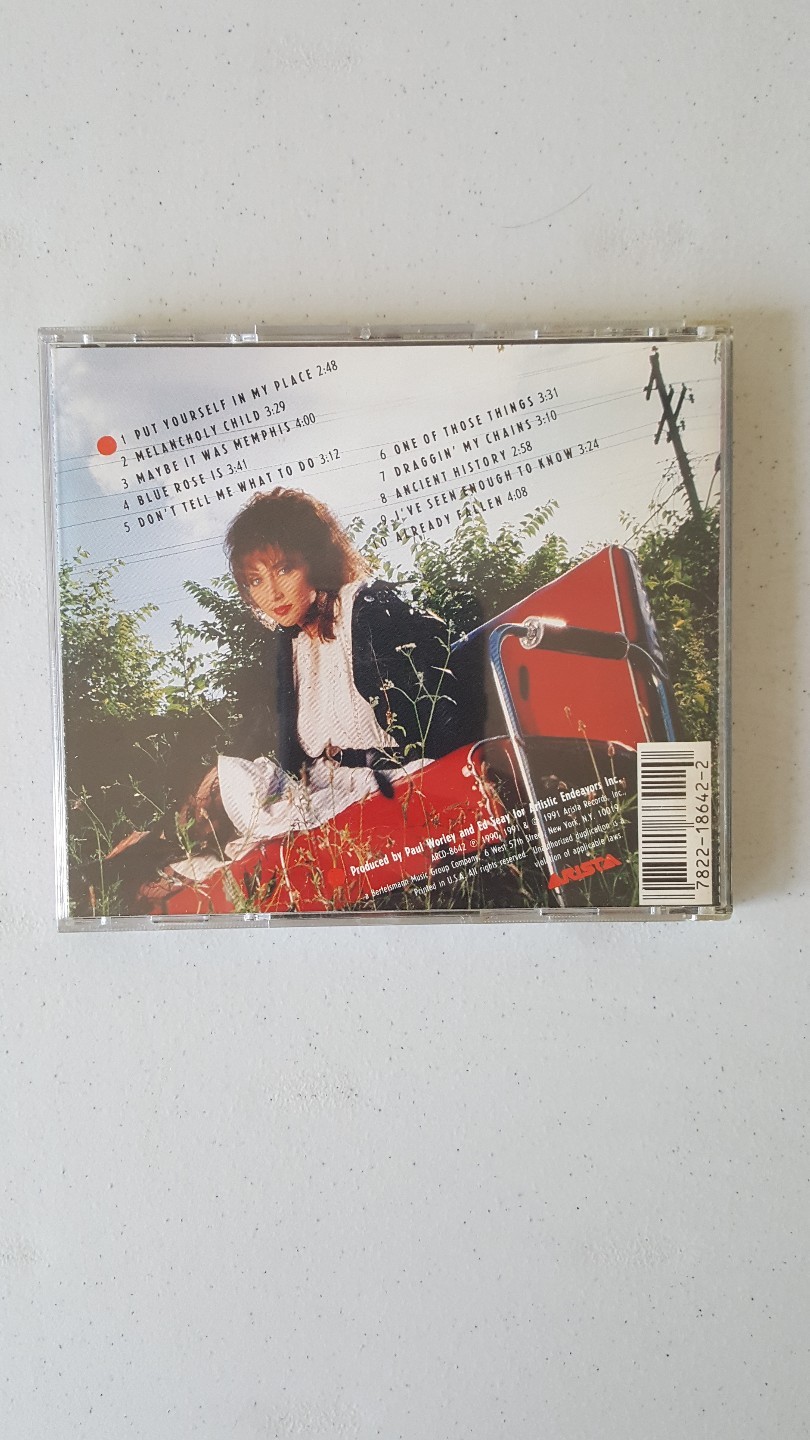 1 PUT YOURSELF IN MY PLACE 2:48
2 MELANCHOLY CHILD 3:29
3 MAYBE IT WAS MEMPHIS 4:00
4 BLUE ROSE IS 3:41
5 DON'T TELL ME WHAT TO DO 3:12
6 ONE OF THOSE THINGS 3:31
7 DRAGGIN' MY CHAINS 3:10
8 ANCIENT HISTORY 2:58
9 I'VE SEEN ENOUGH TO KNOW 3:24
0 ALREADY FALLEN 4:08
Produced by Paul Worley and Ed Seay for Artistic Endeavors Inc.
ARCD-8642 ℗ 1990, 1991 & © 1991 Arista Records, Inc.,
a Bertelsmann Music Group Company, 6 West 57th Street, New York, N.Y. 10019.
Printed in U.S.A. All rights reserved. Unauthorized duplication is a
violation of applicable laws.
ARISTA
7822-18642-2